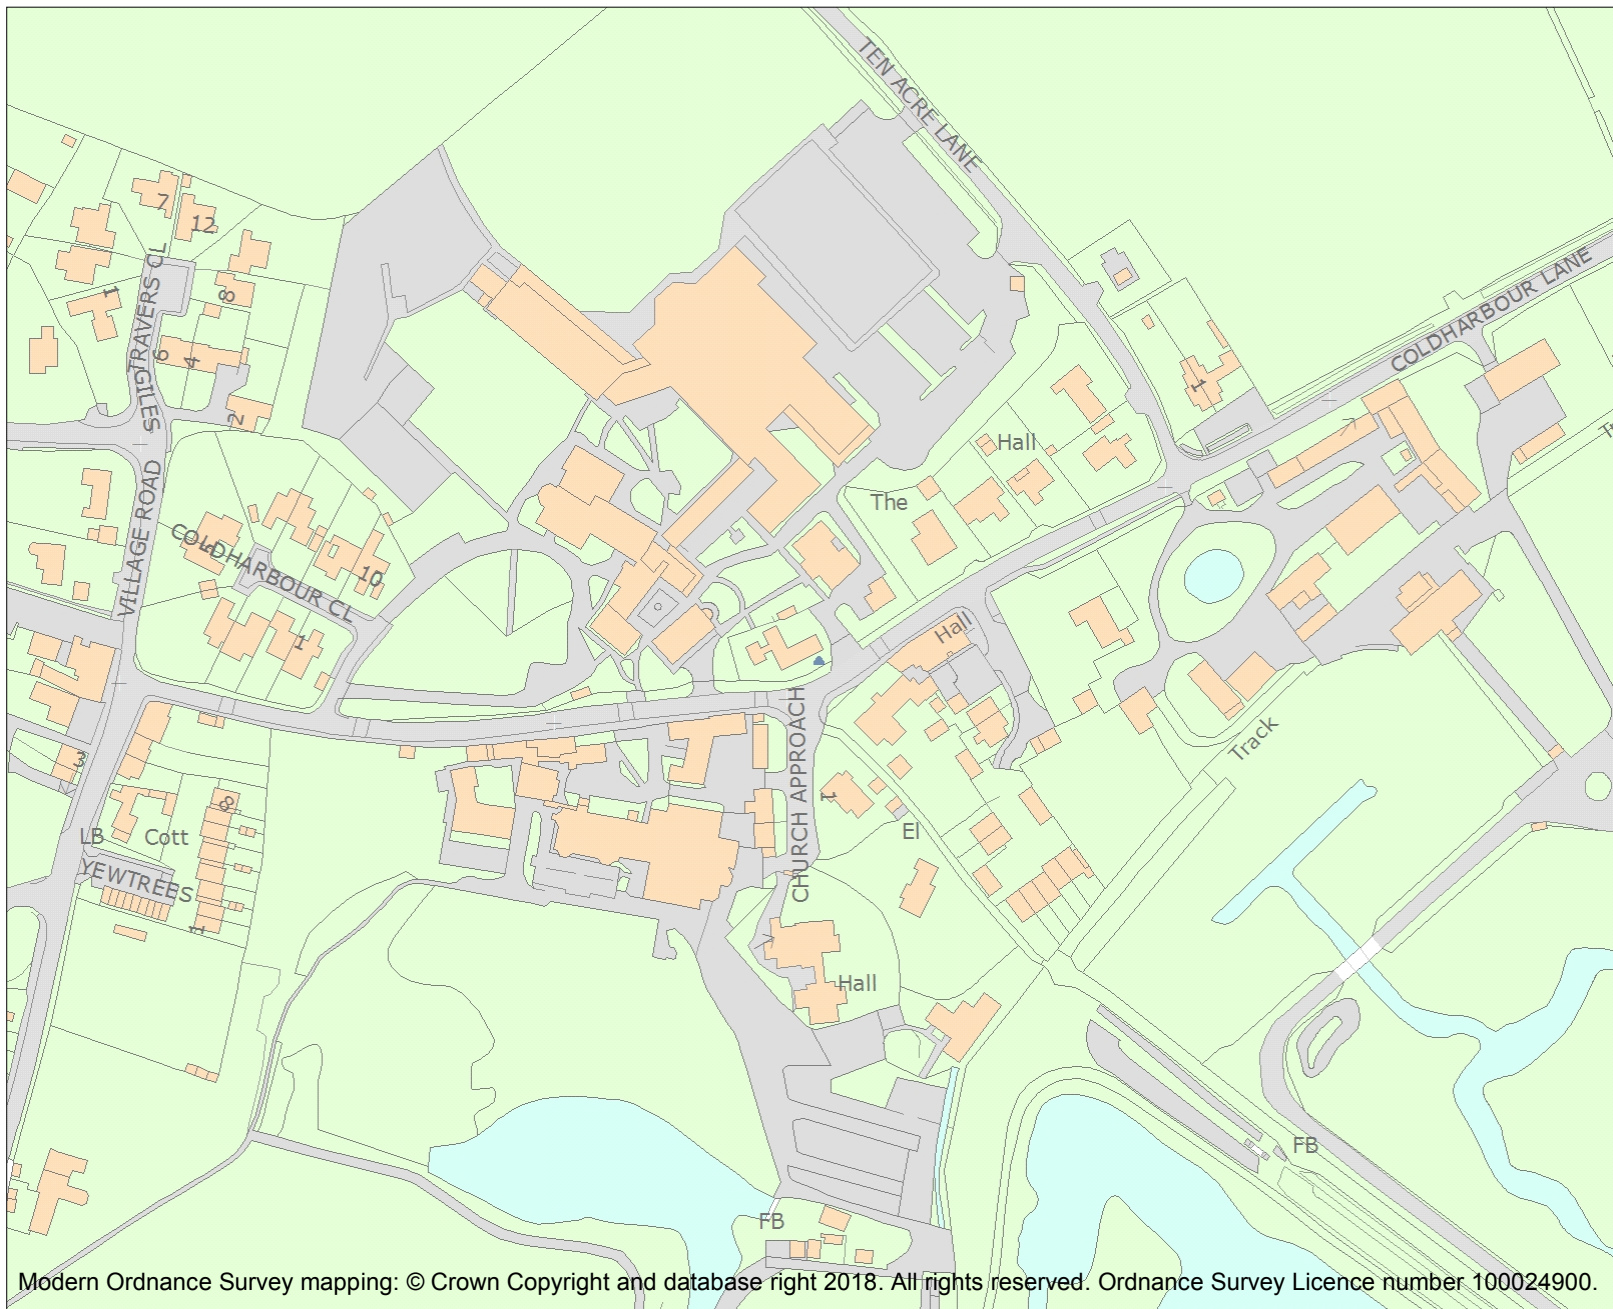 TEN ACRE LANE
7
12
TRAVERS CL
1
8
COLDHARBOUR LANE
6
4
1
ST GILES
2
Hall
The
VILLAGE ROAD
COLDHARBOUR CL
10
1
Hall
CHURCH APPROACH
Track
3
1
8
LB
Cott
El
YEWTREES
1
Hall
FB
FB
Modern Ordnance Survey mapping: © Crown Copyright and database right 2018. All rights reserved. Ordnance Survey Licence number 100024900.